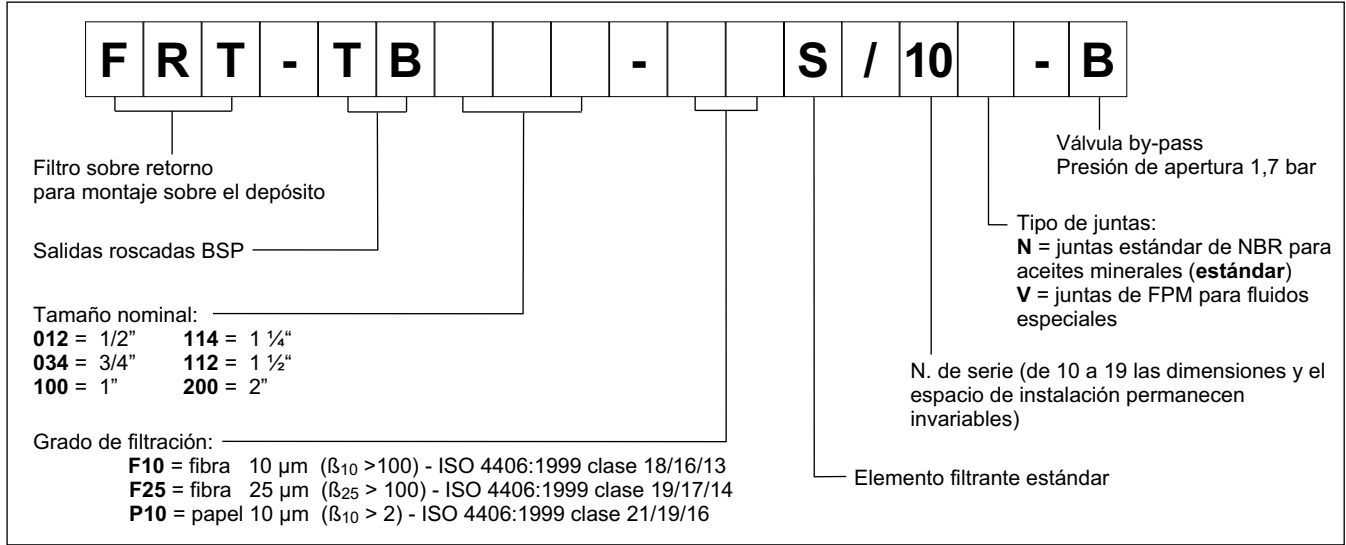 FRT-TB - S/10 -B
Filtro sobre retorno
para montaje sobre el depósito
Salidas roscadas BSP
Tamaño nominal:
012 = 1/2” 114 = 1 ¼“
034 = 3/4” 112 = 1 ½“
100 = 1” 200 = 2”
Grado de filtración:
F10 = fibra 10 µm (ß10 >100) - ISO 4406:1999 clase 18/16/13
F25 = fibra 25 µm (ß25 > 100) - ISO 4406:1999 clase 19/17/14
P10 = papel 10 µm (ß10 > 2) - ISO 4406:1999 clase 21/19/16
Válvula by-pass
Presión de apertura 1,7 bar
Tipo de juntas:
N = juntas estándar de NBR para
aceites minerales (estándar)
V = juntas de FPM para fluidos
especiales
N. de serie (de 10 a 19 las dimensiones y el
espacio de instalación permanecen
invariables)
Elemento filtrante estándar